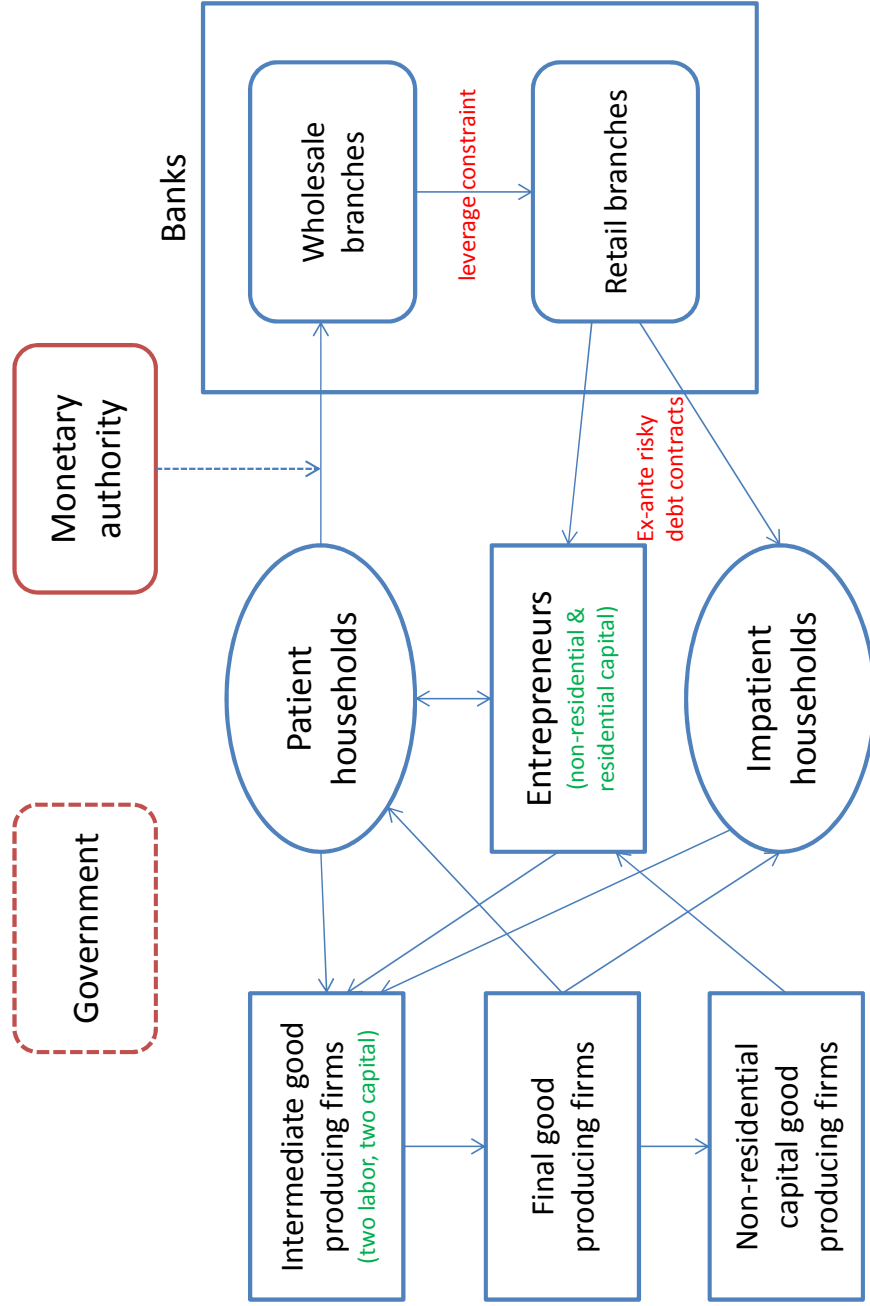 Government
Monetary
authority
Banks
Intermediate good
producing firms
(two labor, two capital)
Patient
households
Wholesale
branches
leverage constraint
Final good
producing firms
Entrepreneurs
(non-residential &
residential capital)
Ex-ante risky
debt contracts
Retail branches
Non-residential
capital good
producing firms
Impatient
households